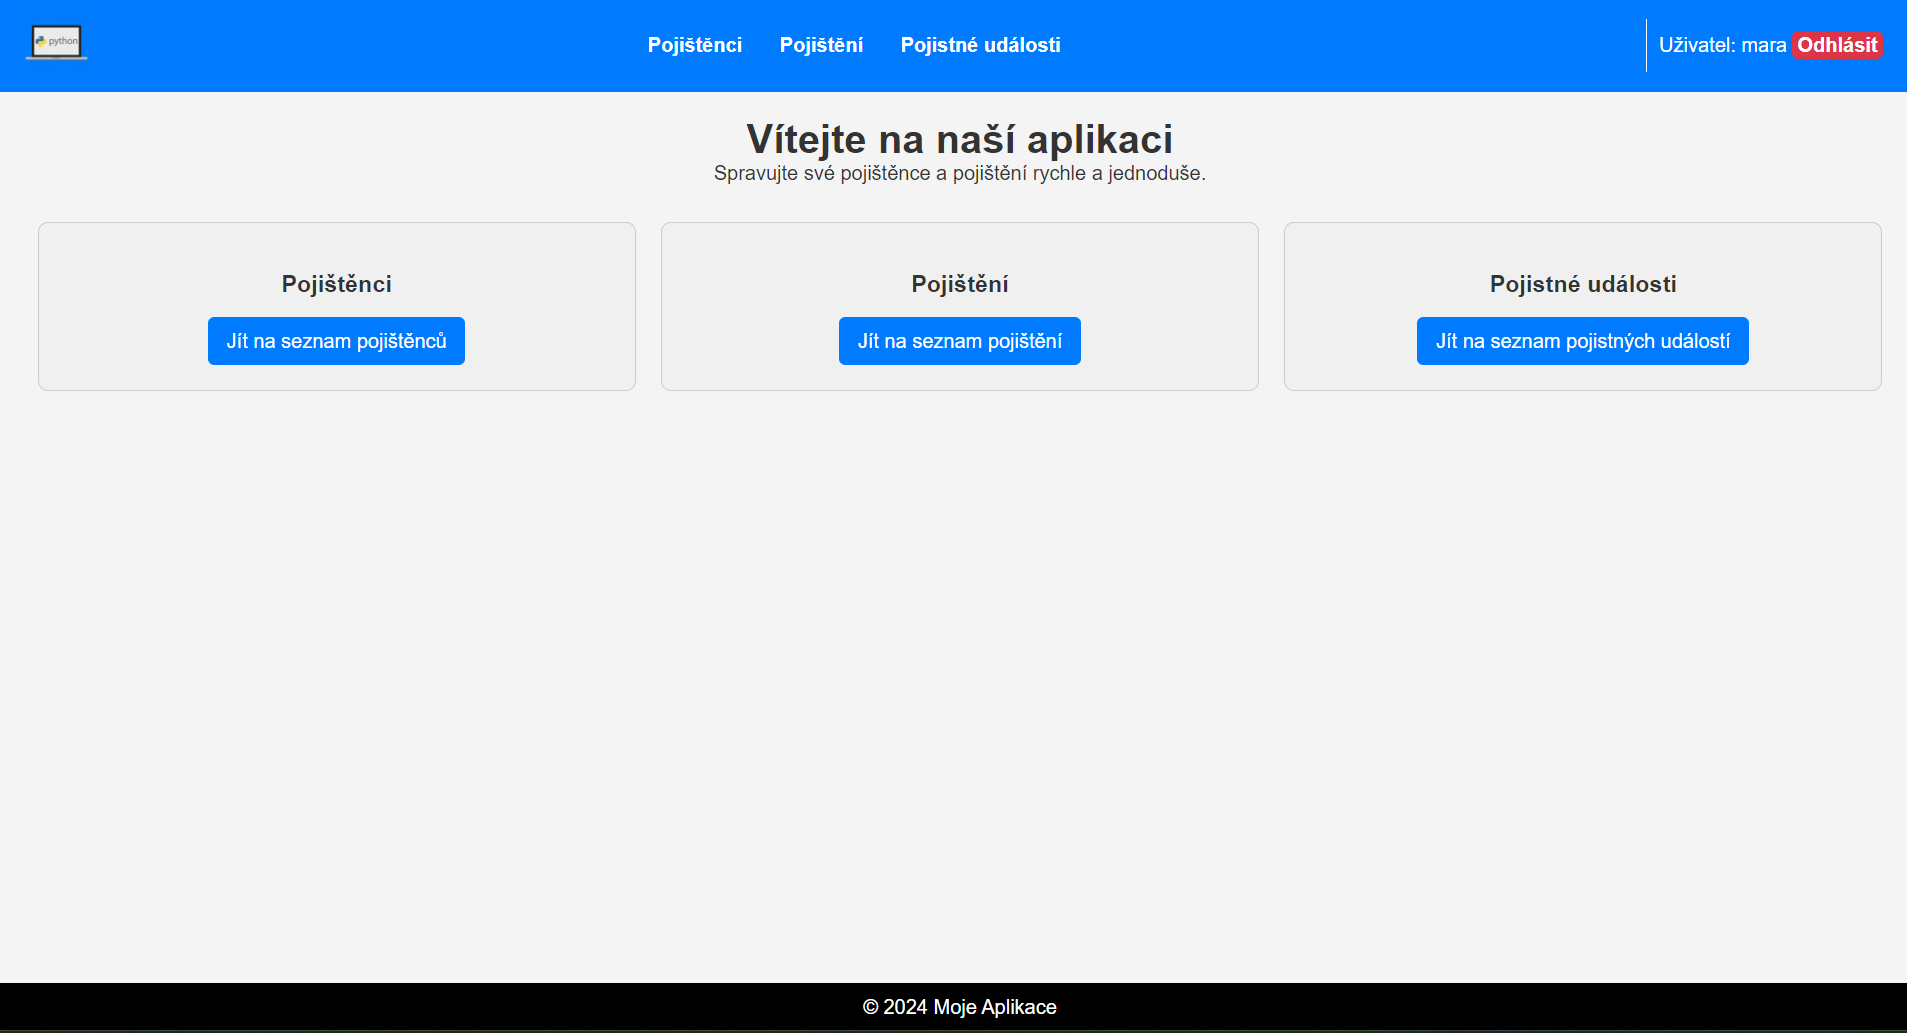 python
Pojištěnci Pojištění Pojistné události
Uživatel: mara Odhlásit
Vítejte na naší aplikaci
Spravujte své pojištěnce a pojištění rychle a jednoduše.
Pojištěnci
Jít na seznam pojištěnců
Pojištění
Jít na seznam pojištění
Pojistné události
Jít na seznam pojistných událostí
© 2024 Moje Aplikace